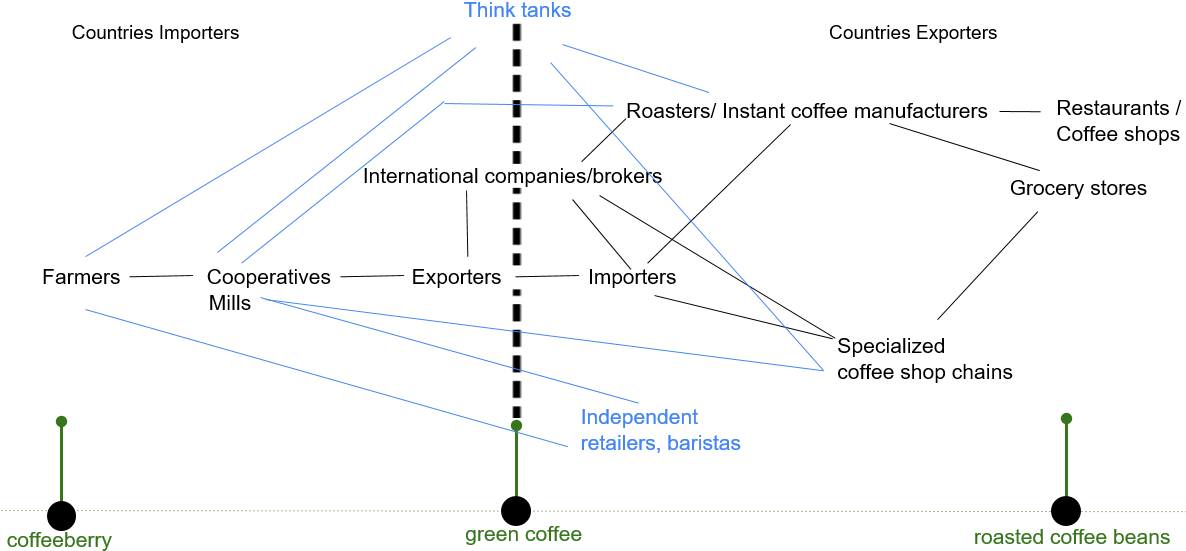 Think tanks
Countries Importers
Countries Exporters
Roasters/ Instant coffee manufacturers
Restaurants /
Coffee shops
International companies/brokers
Grocery stores
Farmers
Cooperatives
Mills
Exporters
Importers
Specialized
coffee shop chains
Independent
retailers, baristas
coffeeberry
green coffee
roasted coffee beans